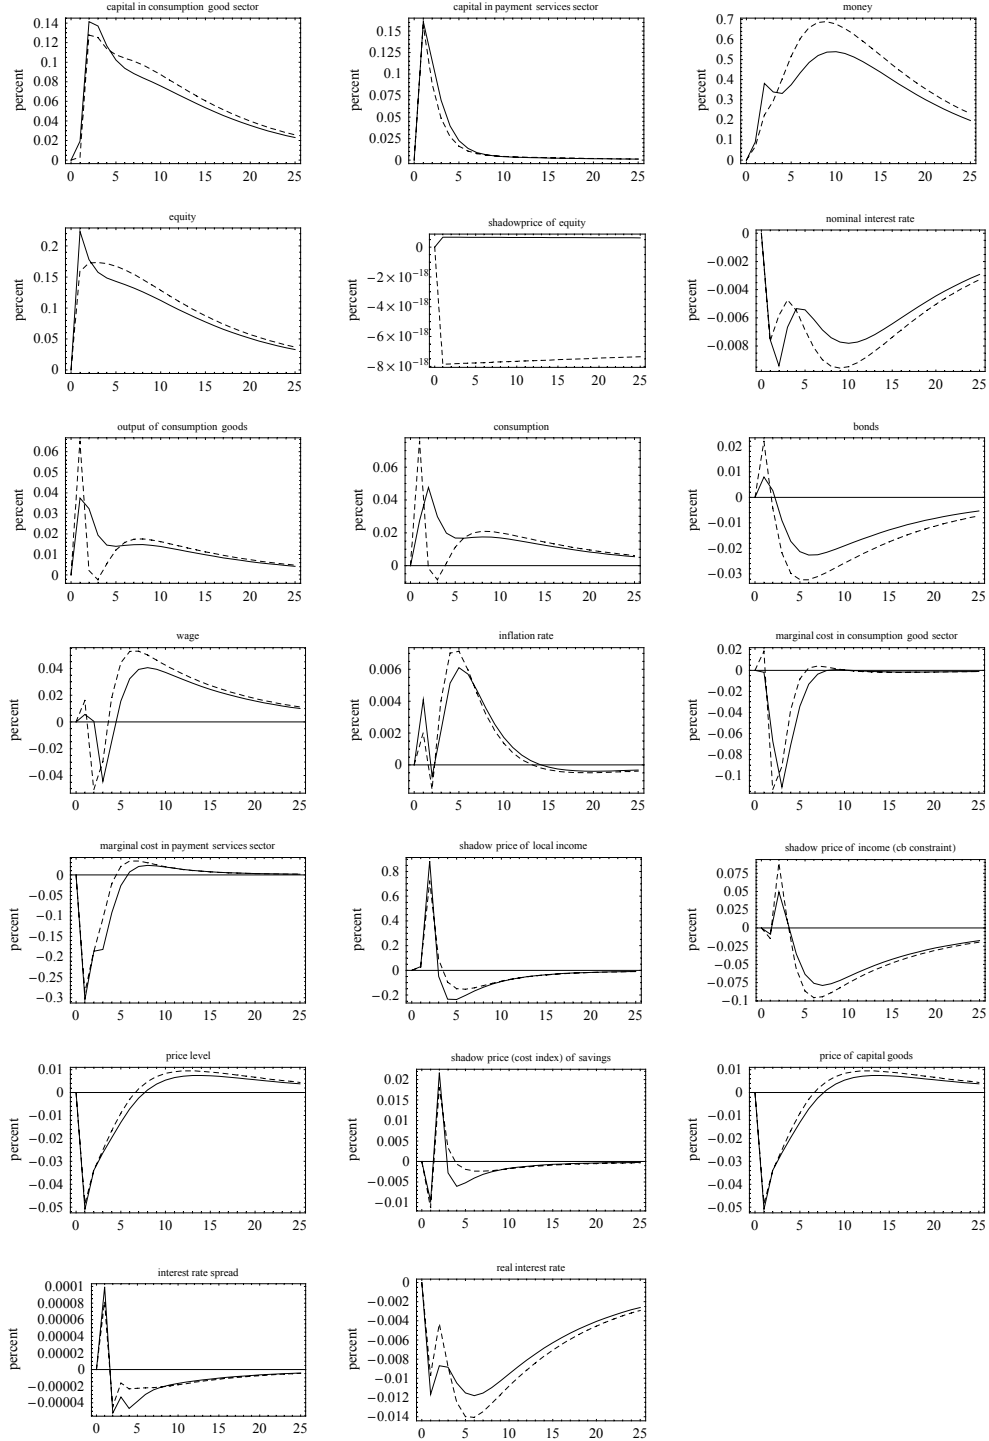 capital in consumption good sector
percent
0.14
0.12
0.1
0.08
0.06
0.04
0.02
0
0 5 10 15 20 25
capital in payment services sector
percent
0.15
0.125
0.1
0.075
0.05
0.025
0
0 5 10 15 20 25
money
percent
0.7
0.6
0.5
0.4
0.3
0.2
0.1
0
0 5 10 15 20 25
equity
percent
0.2
0.15
0.1
0.05
0
0 5 10 15 20 25
shadowprice of equity
percent
0
−2 × 10⁻¹⁸
−4 × 10⁻¹⁸
−6 × 10⁻¹⁸
−8 × 10⁻¹⁸
0 5 10 15 20 25
nominal interest rate
percent
0
−0.002
−0.004
−0.006
−0.008
0 5 10 15 20 25
output of consumption goods
percent
0.06
0.05
0.04
0.03
0.02
0.01
0
0 5 10 15 20 25
consumption
percent
0.06
0.04
0.02
0
0 5 10 15 20 25
bonds
percent
0.02
0.01
0
−0.01
−0.02
−0.03
0 5 10 15 20 25
wage
percent
0.04
0.02
0
−0.02
−0.04
0 5 10 15 20 25
inflation rate
percent
0.006
0.004
0.002
0
0 5 10 15 20 25
marginal cost in consumption good sector
percent
0.02
0
−0.02
−0.04
−0.06
−0.08
−0.1
0 5 10 15 20 25
marginal cost in payment services sector
percent
0
−0.05
−0.1
−0.15
−0.2
−0.25
−0.3
0 5 10 15 20 25
shadow price of local income
percent
0.8
0.6
0.4
0.2
0
−0.2
0 5 10 15 20 25
shadow price of income (cb constraint)
percent
0.075
0.05
0.025
0
−0.025
−0.05
−0.075
−0.1
0 5 10 15 20 25
price level
percent
0.01
0
−0.01
−0.02
−0.03
−0.04
−0.05
0 5 10 15 20 25
shadow price (cost index) of savings
percent
0.02
0.015
0.01
0.005
0
−0.005
−0.01
0 5 10 15 20 25
price of capital goods
percent
0.01
0
−0.01
−0.02
−0.03
−0.04
−0.05
0 5 10 15 20 25
interest rate spread
percent
0.0001
0.00008
0.00006
0.00004
0.00002
0
−0.00002
−0.00004
0 5 10 15 20 25
real interest rate
percent
0
−0.002
−0.004
−0.006
−0.008
−0.01
−0.012
−0.014
0 5 10 15 20 25